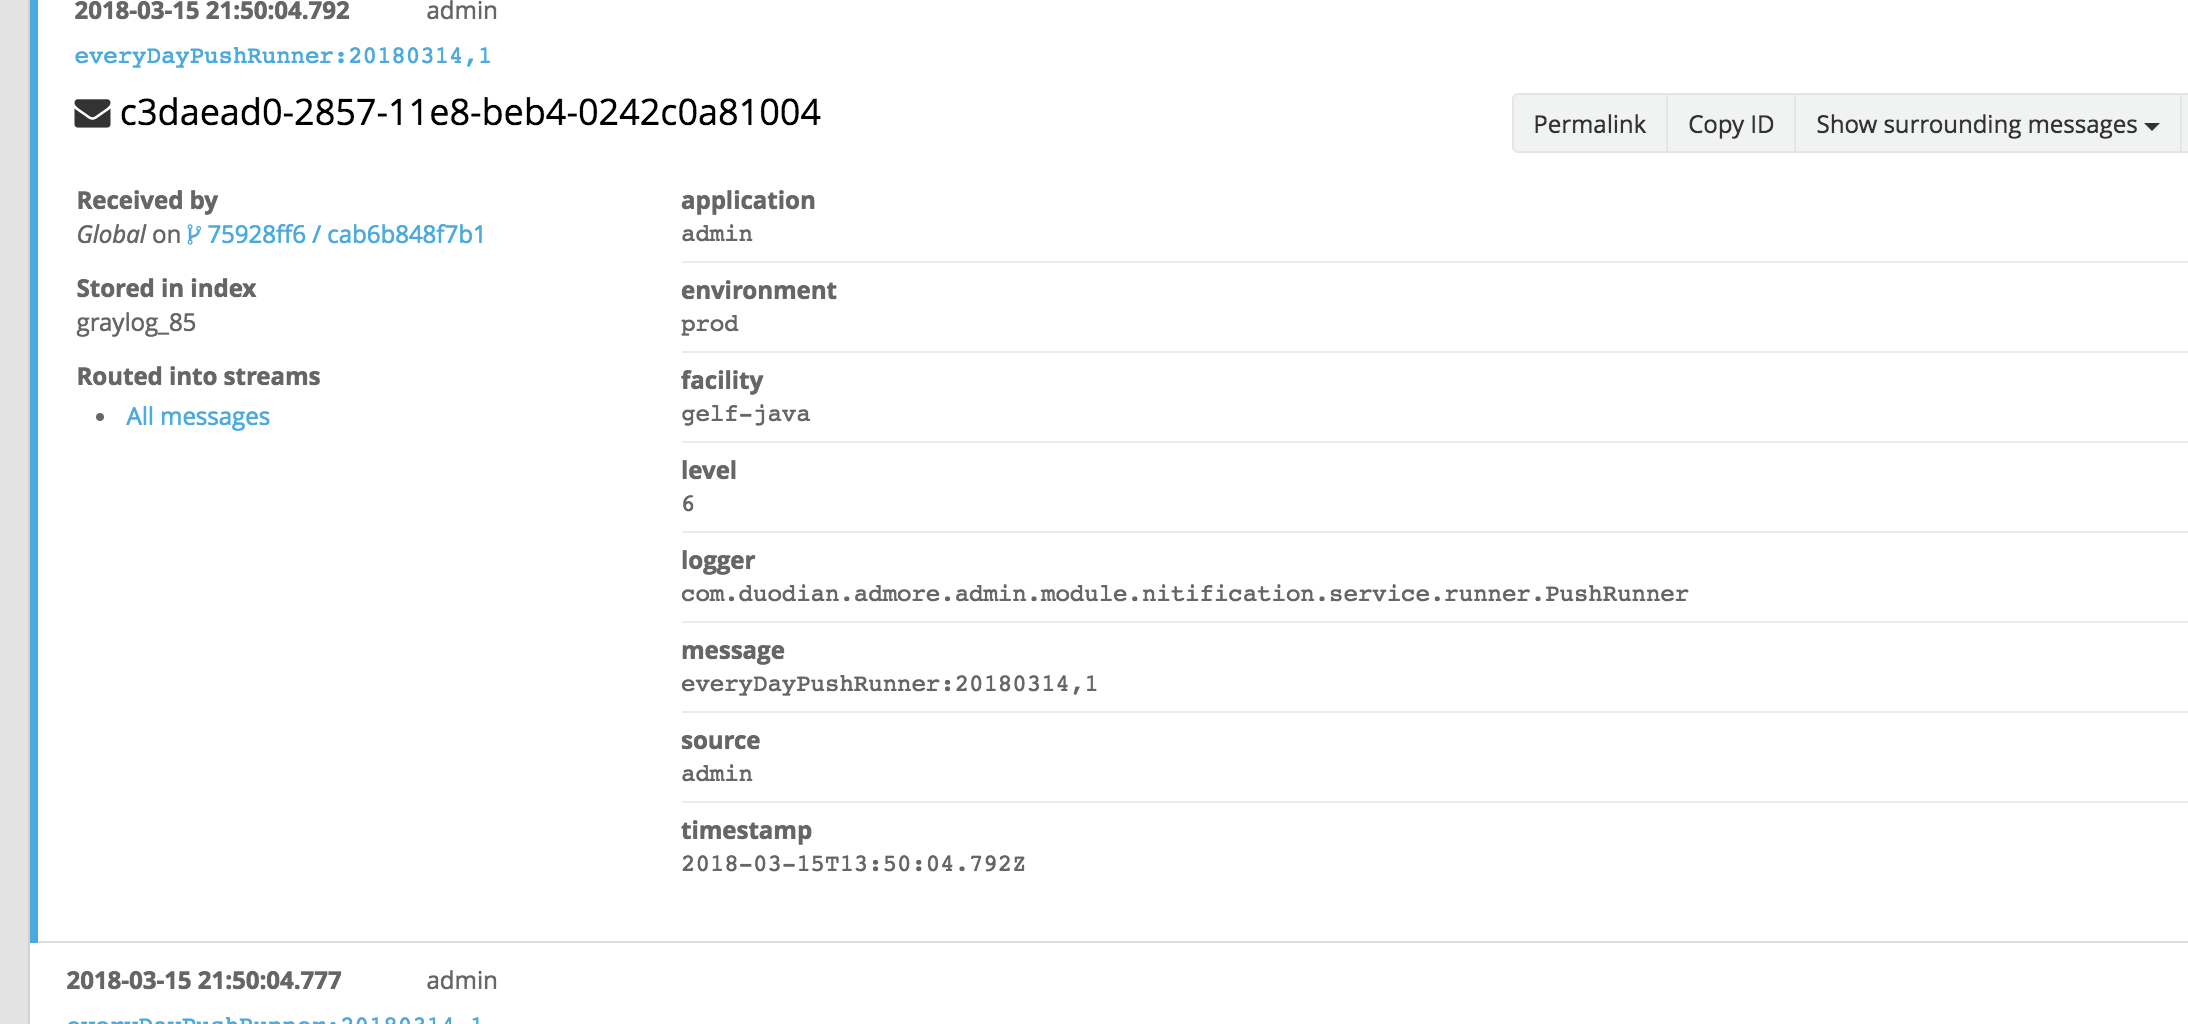 2018-03-15 21:50:04.792 admin
everyDayPushRunner:20180314,1
c3daead0-2857-11e8-beb4-0242c0a81004
Permalink Copy ID Show surrounding messages
Received by
Global on 75928ff6 / cab6b848f7b1
Stored in index
graylog_85
Routed into streams
All messages
application
admin
environment
prod
facility
gelf-java
level
6
logger
com.duodian.admore.admin.module.nitification.service.runner.PushRunner
message
everyDayPushRunner:20180314,1
source
admin
timestamp
2018-03-15T13:50:04.792Z
2018-03-15 21:50:04.777 admin
everyDayPushRunner:20180314,1